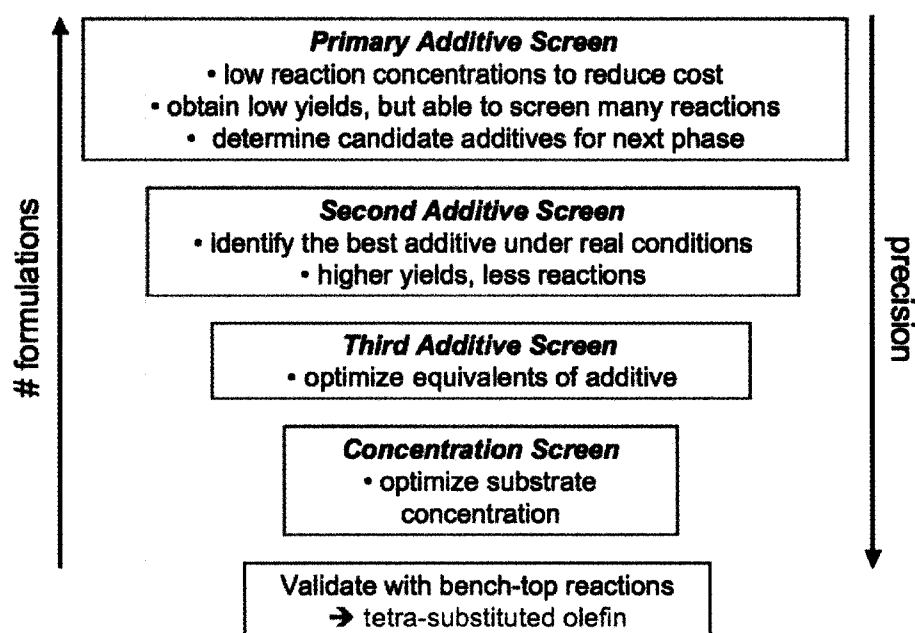 Primary Additive Screen
• low reaction concentrations to reduce cost
• obtain low yields, but able to screen many reactions
• determine candidate additives for next phase
Second Additive Screen
• identify the best additive under real conditions
• higher yields, less reactions
Third Additive Screen
• optimize equivalents of additive
Concentration Screen
• optimize substrate
concentration
Validate with bench-top reactions
➔ tetra-substituted olefin
# formulations
precision